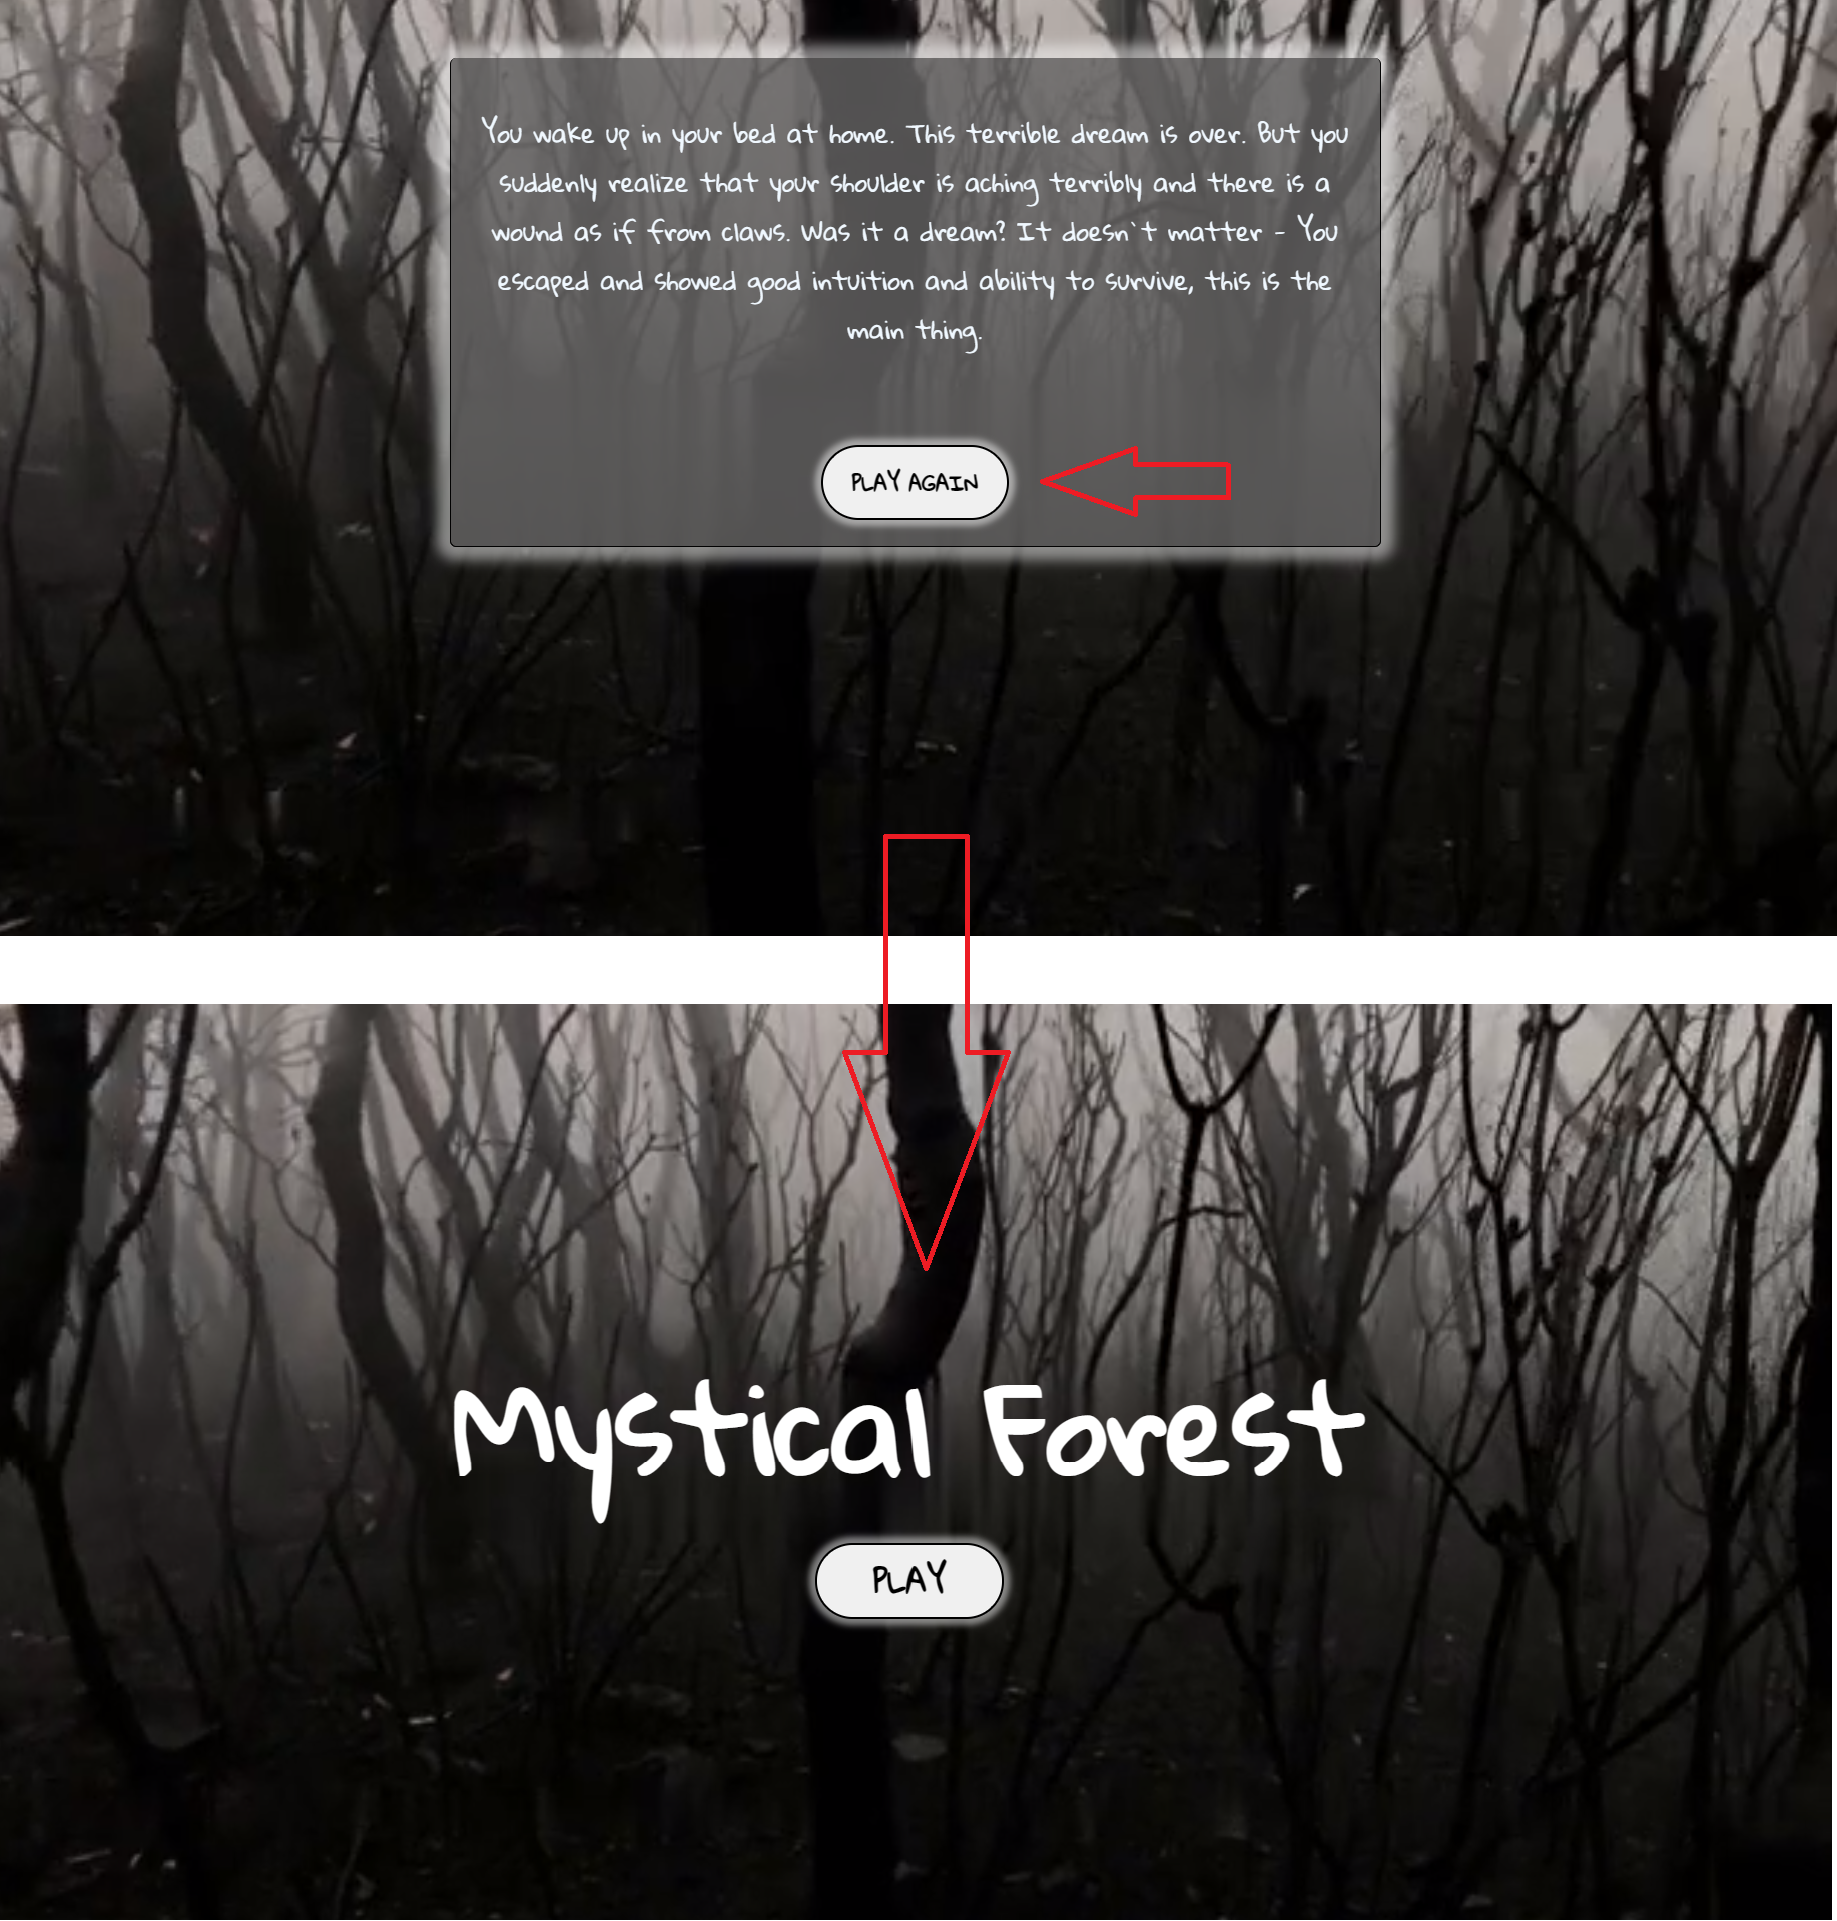 You wake up in your bed at home. This terrible dream is over. But you
suddenly realize that your shoulder is aching terribly and there is a
wound as if from claws. Was it a dream? It doesn`t matter - You
escaped and showed good intuition and ability to survive, this is the
main thing.
PLAY AGAIN
Mystical Forest
PLAY